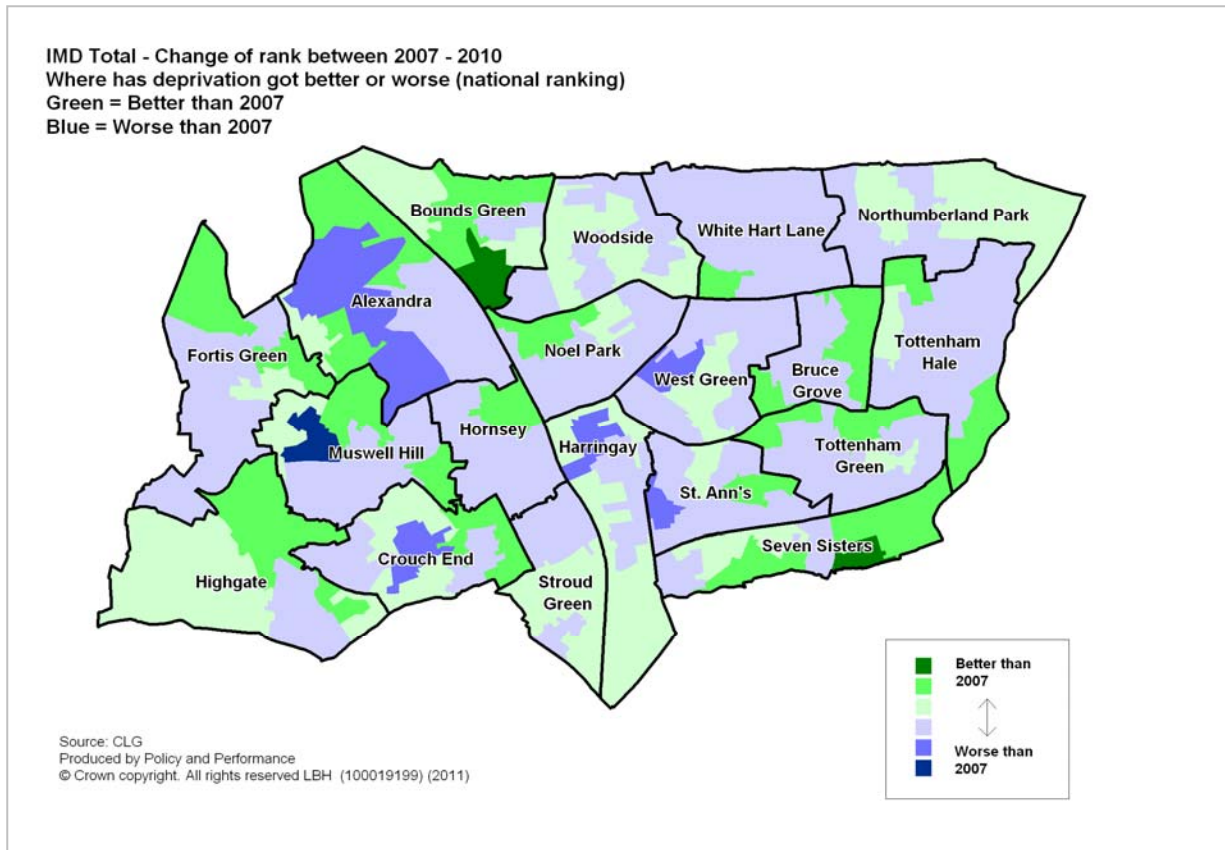 IMD Total - Change of rank between 2007 - 2010
Where has deprivation got better or worse (national ranking)
Green = Better than 2007
Blue = Worse than 2007
Bounds Green
Woodside
White Hart Lane
Northumberland Park
Alexandra
Fortis Green
Noel Park
West Green
Bruce
Grove
Tottenham
Hale
Muswell Hill
Hornsey
Harringay
Tottenham
Green
St. Ann's
Seven Sisters
Crouch End
Highgate
Stroud
Green
Better than
2007
Worse than
2007
Source: CLG
Produced by Policy and Performance
© Crown copyright. All rights reserved LBH (100019199) (2011)